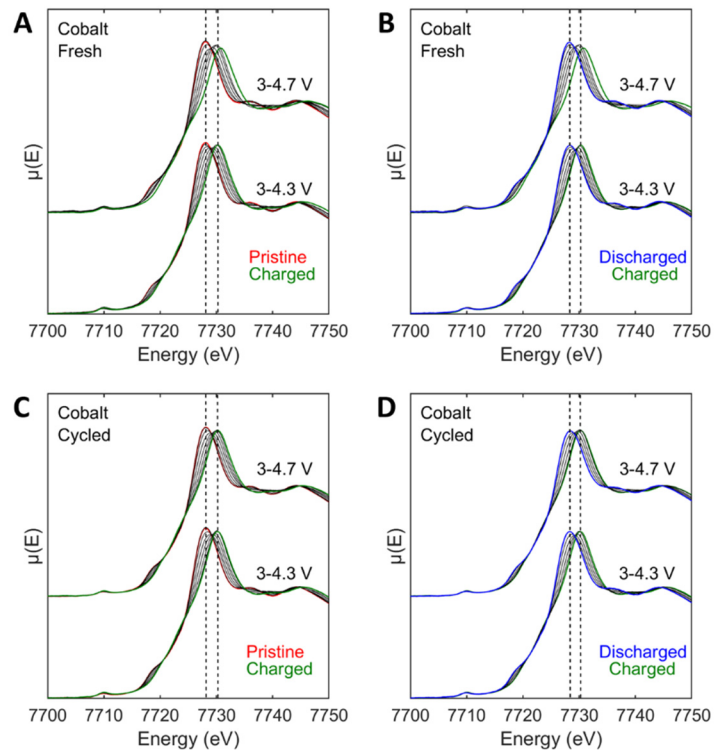 A
Cobalt
Fresh
3-4.7 V
3-4.3 V
Pristine
Charged
μ(E)
7700 7710 7720 7730 7740 7750
Energy (eV)
B
Cobalt
Fresh
3-4.7 V
3-4.3 V
Discharged
Charged
μ(E)
7700 7710 7720 7730 7740 7750
Energy (eV)
C
Cobalt
Cycled
3-4.7 V
3-4.3 V
Pristine
Charged
μ(E)
7700 7710 7720 7730 7740 7750
Energy (eV)
D
Cobalt
Cycled
3-4.7 V
3-4.3 V
Discharged
Charged
μ(E)
7700 7710 7720 7730 7740 7750
Energy (eV)